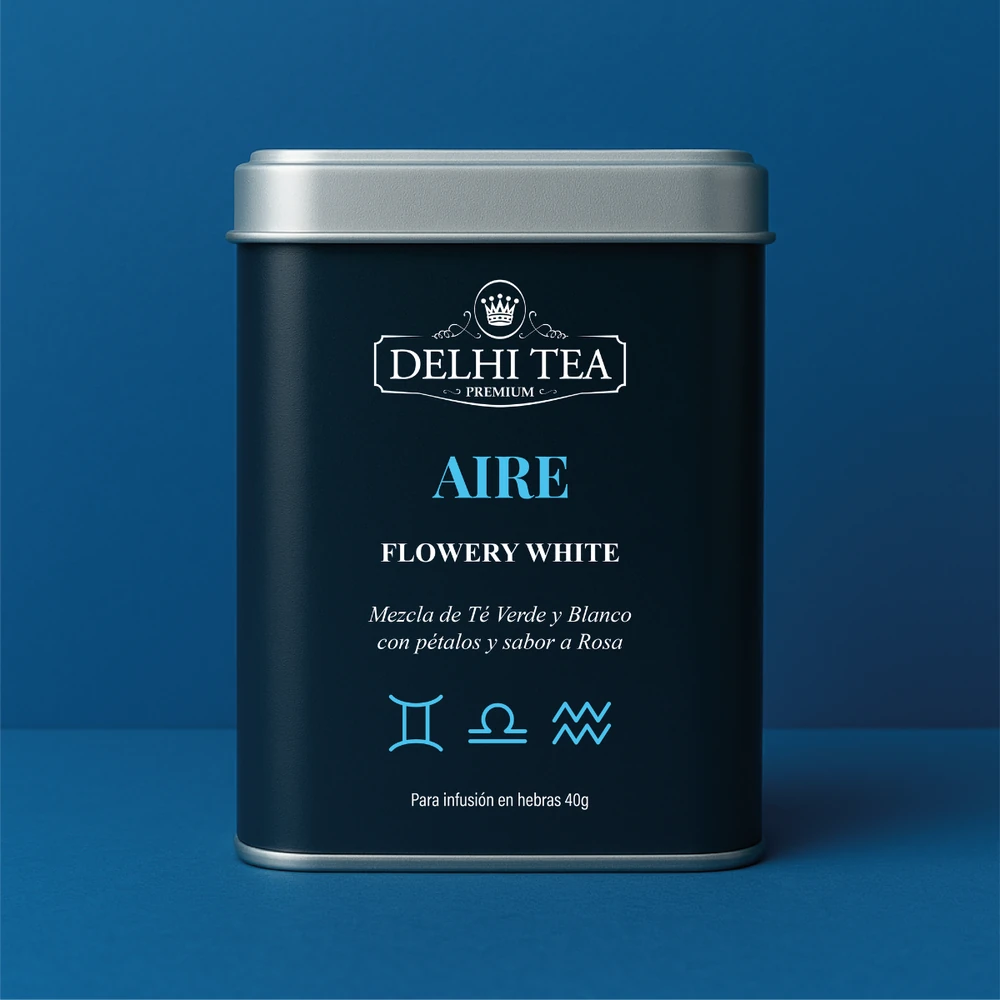 DELHI TEA
PREMIUM
AIRE
FLOWERY WHITE
Mezcla de Té Verde y Blanco
con pétalos y sabor a Rosa
Para infusión en hebras 40g